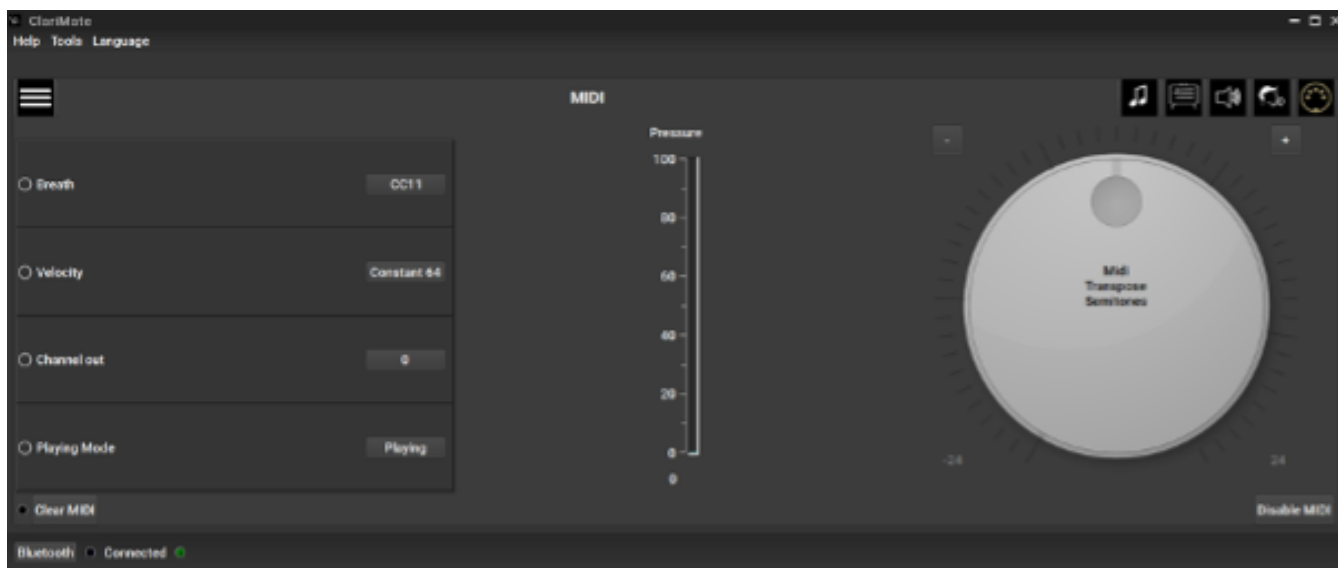 ClariMate
Help Tools Language
MIDI
Pressure
- +
100
Breath CC11
80
Velocity Constant 64
60
Midi
Transpose
Semitones
40
Channel out 0
20
Playing Mode Playing
0
-24 24
0
Clear MIDI Disable MIDI
Bluetooth Connected